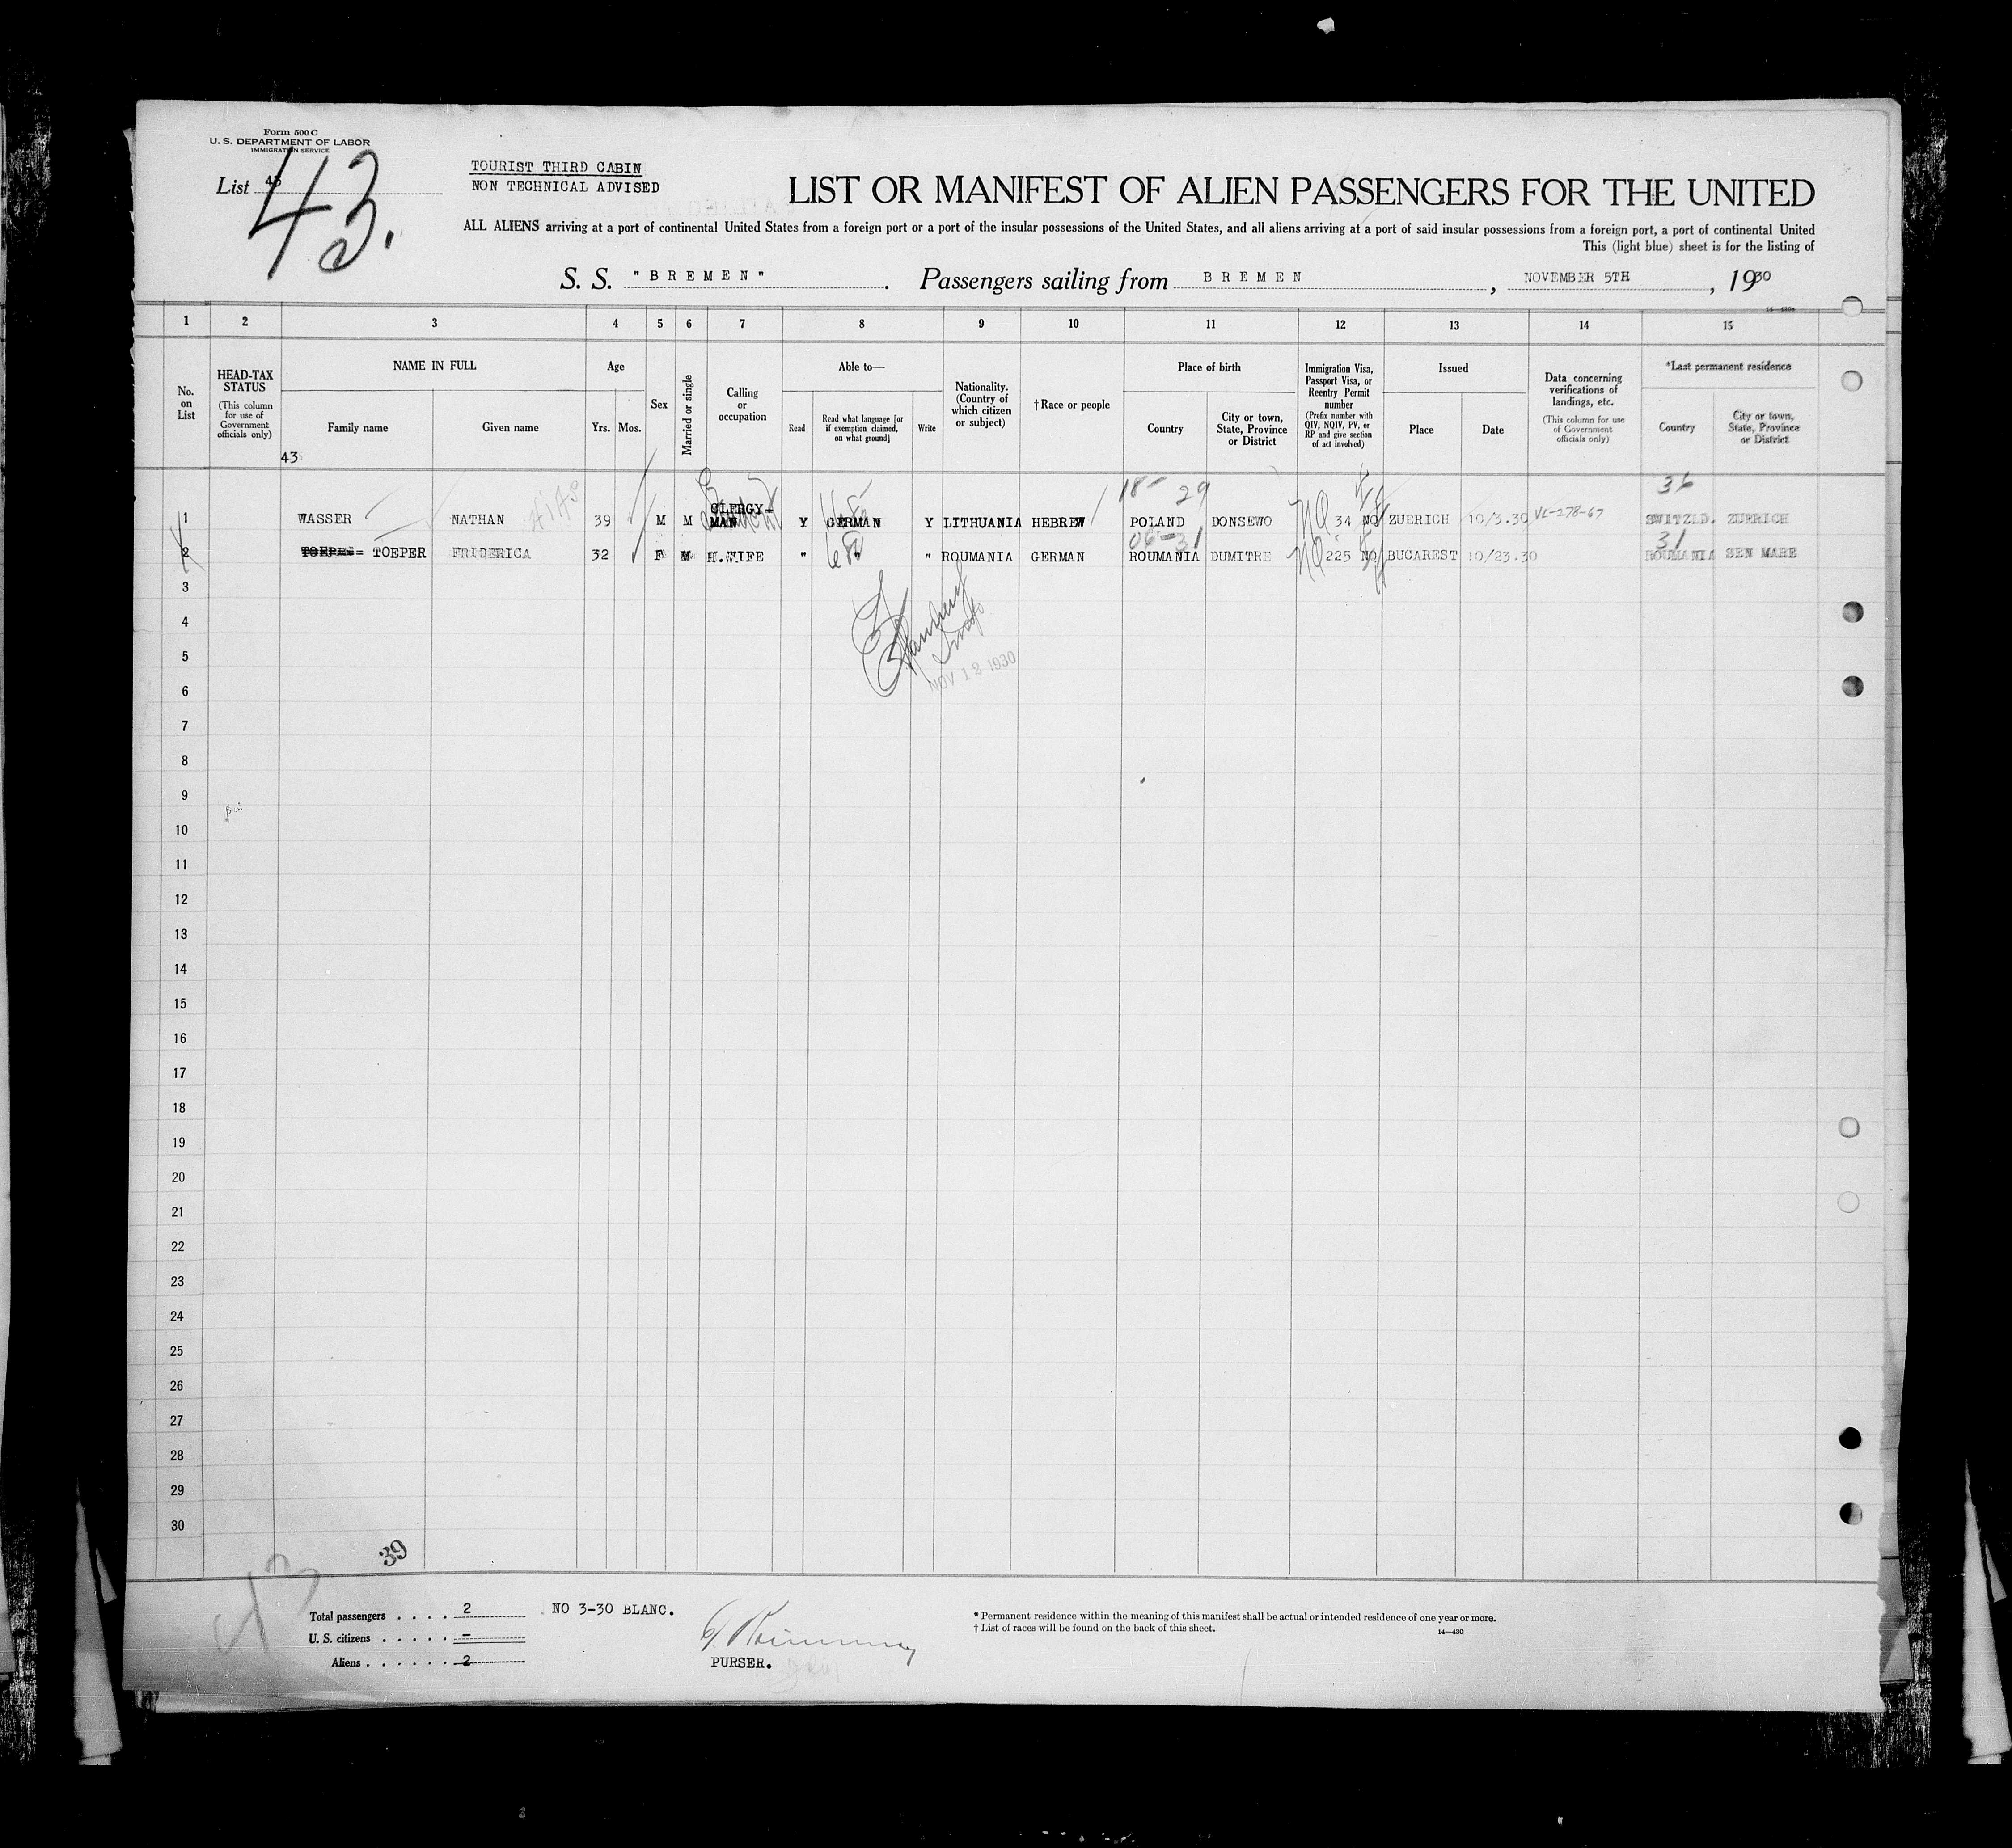 Form 500 C
U. S. DEPARTMENT OF LABOR
IMMIGRATION SERVICE
List 43
43.
TOURIST THIRD CABIN
NON TECHNICAL ADVISED
LIST OR MANIFEST OF ALIEN PASSENGERS FOR THE UNITED
ALL ALIENS arriving at a port of continental United States from a foreign port or a port of the insular possessions of the United States, and all aliens arriving at a port of said insular possessions from a foreign port, a port of continental United
This (light blue) sheet is for the listing of
S. S. "BREMEN". Passengers sailing from BREMEN, NOVEMBER 5TH, 1930
14—430a
1 2 3 4 5 6 7 8 9 10 11 12 13 14 15
No. on List
HEAD-TAX STATUS
(This column for use of Government officials only)
NAME IN FULL
Family name
Given name
Age
Yrs. Mos.
Sex
Married or single
Calling or occupation
Able to—
Read
Read what language [or if exemption claimed, on what ground]
Write
Nationality. (Country of which citizen or subject)
†Race or people
Place of birth
Country
City or town, State, Province or District
Immigration Visa, Passport Visa, or Reentry Permit number
(Prefix number with QIV, NQIV, PV, or RP and give section of act involved)
Issued
Place
Date
Data concerning verifications of landings, etc.
(This column for use of Government officials only)
*Last permanent residence
Country
City or town, State, Province or District
43
18- 29 36
1 WASSER NATHAN 39 M M CLERGY-MAN Y GERMAN Y LITHUANIA HEBREW POLAND DONSEWO NQ 34 NQ ZUERICH 10/3.30 VL-278-67 SWITZLD. ZUERICH
06-31 31
2 TOEPER FRIDERICA 32 F M H.WIFE " " " ROUMANIA GERMAN ROUMANIA DUMITRE NQ 225 NQ BUCAREST 10/23.30 ROUMANIA SEN MARE
3
4
5
NOV 12 1930
6
7
8
9
10
11
12
13
14
15
16
17
18
19
20
21
22
23
24
25
26
27
28
29
30
39
43
Total passengers . . . . 2
U. S. citizens . . . . . -
Aliens . . . . . . 2
NO 3-30 BLANC.
PURSER.
* Permanent residence within the meaning of this manifest shall be actual or intended residence of one year or more.
† List of races will be found on the back of this sheet.
14—430